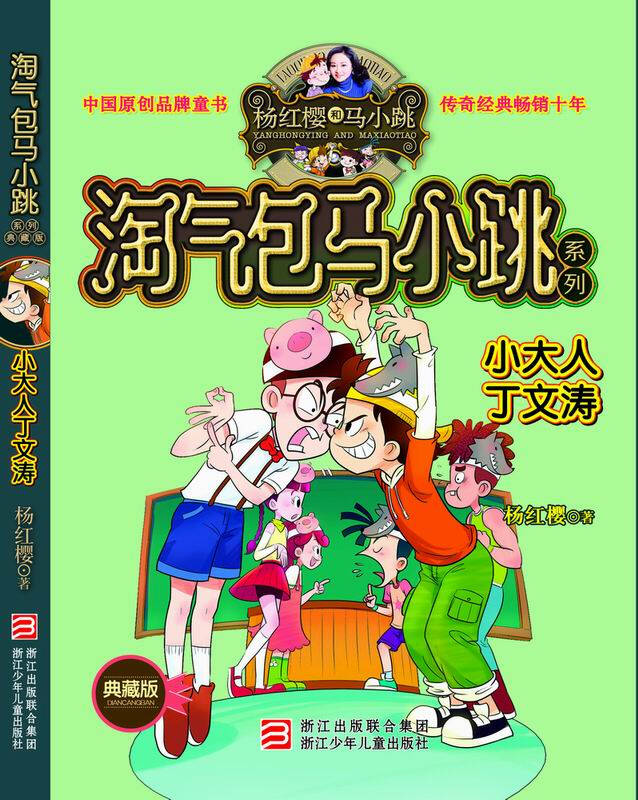 淘气包马小跳
系列
典藏版
小大人丁文涛
杨红樱◎著
浙江出版联合集团
浙江少年儿童出版社
中国原创品牌童书
传奇经典畅销十年
杨红樱和马小跳
YANGHONGYING AND MAXIAOTIAO
淘气包马小跳
系列
小大人
丁文涛
杨红樱◎著
典藏版
DIANCANGBAN
浙江出版联合集团
浙江少年儿童出版社